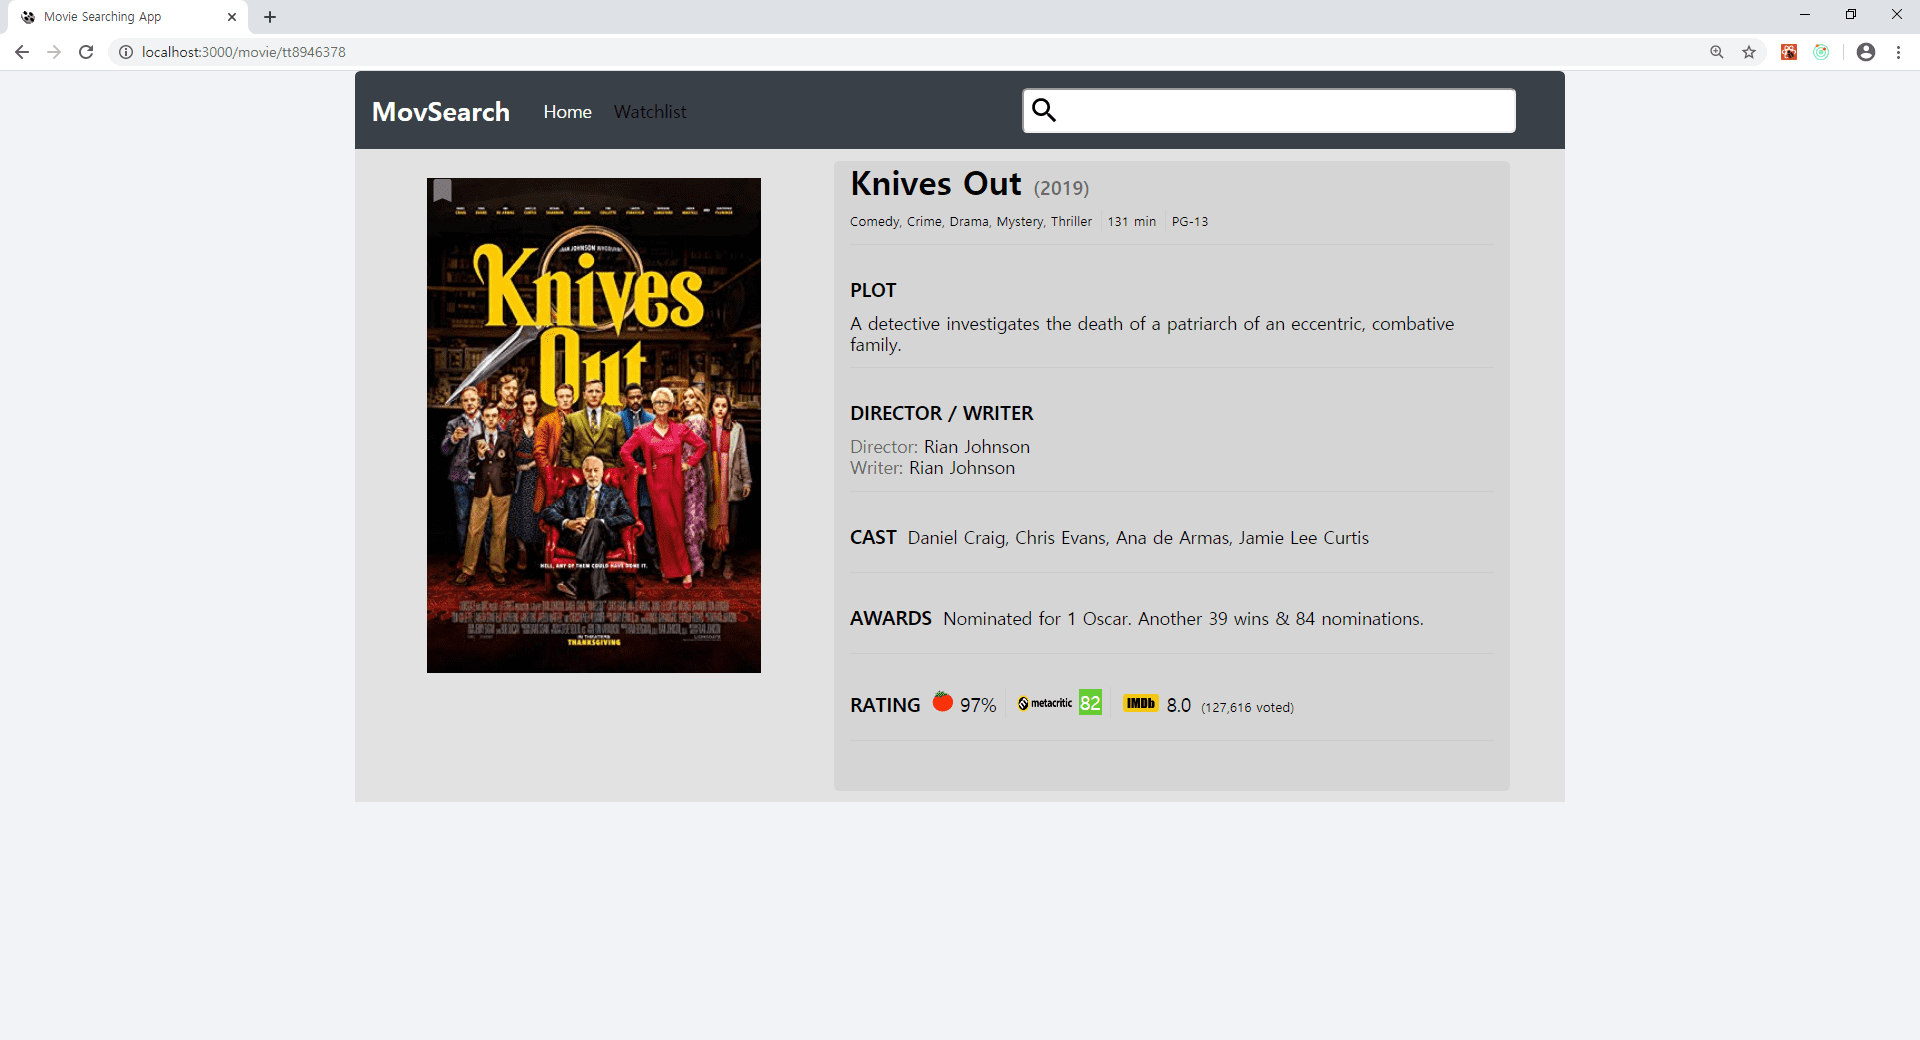 Movie Searching App
localhost:3000/movie/tt8946378
MovSearch Home Watchlist
Knives
Out
HELL, ANY OF THEM COULD HAVE DONE IT.
IN THEATERS
THANKSGIVING
Knives Out (2019)
Comedy, Crime, Drama, Mystery, Thriller 131 min PG-13
PLOT
A detective investigates the death of a patriarch of an eccentric, combative
family.
DIRECTOR / WRITER
Director: Rian Johnson
Writer: Rian Johnson
CAST Daniel Craig, Chris Evans, Ana de Armas, Jamie Lee Curtis
AWARDS Nominated for 1 Oscar. Another 39 wins & 84 nominations.
RATING 97% metacritic 82 IMDb 8.0 (127,616 voted)